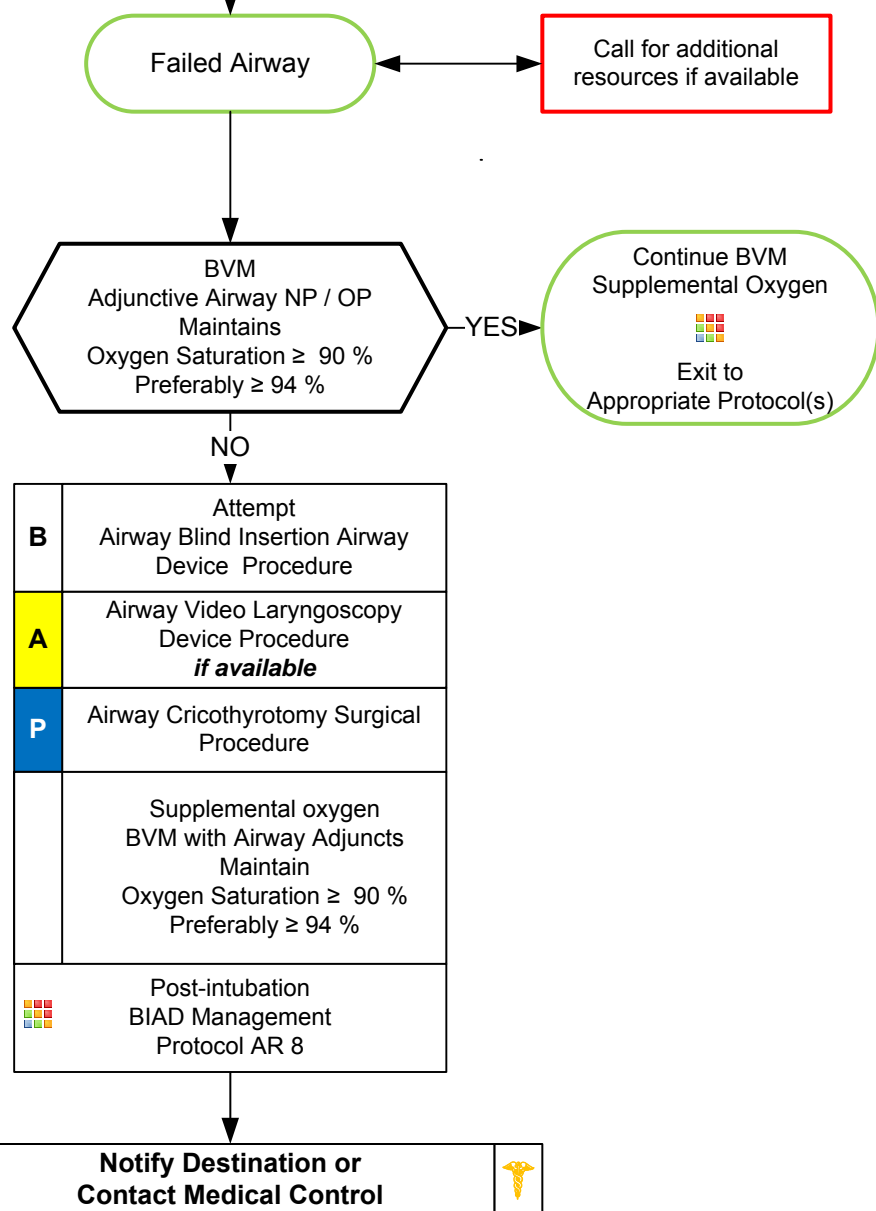 Failed Airway
Call for additional
resources if available
BVM
Adjunctive Airway NP / OP
Maintains
Oxygen Saturation ≥ 90 %
Preferably ≥ 94 %
YES
Continue BVM
Supplemental Oxygen
Exit to
Appropriate Protocol(s)
NO
B
Attempt
Airway Blind Insertion Airway
Device Procedure
A
Airway Video Laryngoscopy
Device Procedure
if available
P
Airway Cricothyrotomy Surgical
Procedure
Supplemental oxygen
BVM with Airway Adjuncts
Maintain
Oxygen Saturation ≥ 90 %
Preferably ≥ 94 %
Post-intubation
BIAD Management
Protocol AR 8
Notify Destination or
Contact Medical Control